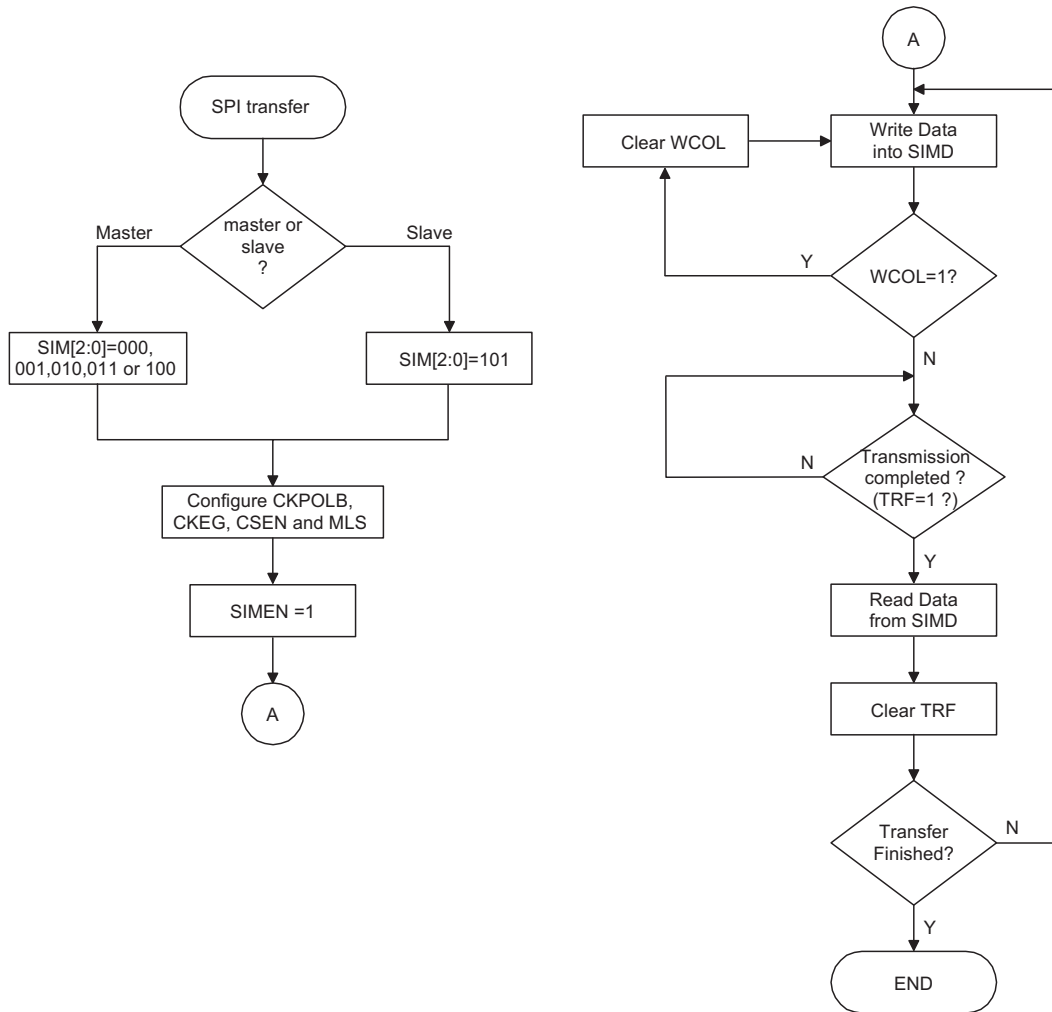 SPI transfer
master or
slave
?
Master
Slave
SIM[2:0]=000,
001,010,011 or 100
SIM[2:0]=101
Configure CKPOLB,
CKEG, CSEN and MLS
SIMEN =1
A
A
Write Data
into SIMD
Clear WCOL
WCOL=1?
Y
N
Transmission
completed ?
(TRF=1 ?)
N
Y
Read Data
from SIMD
Clear TRF
Transfer
Finished?
N
Y
END